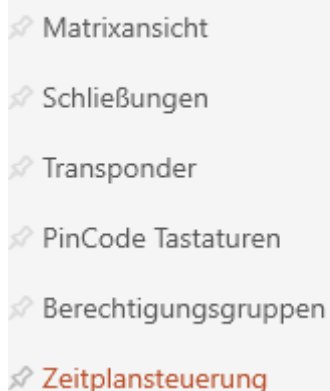 Matrixansicht
Schließungen
Transponder
PinCode Tastaturen
Berechtigungsgruppen
Zeitplansteuerung